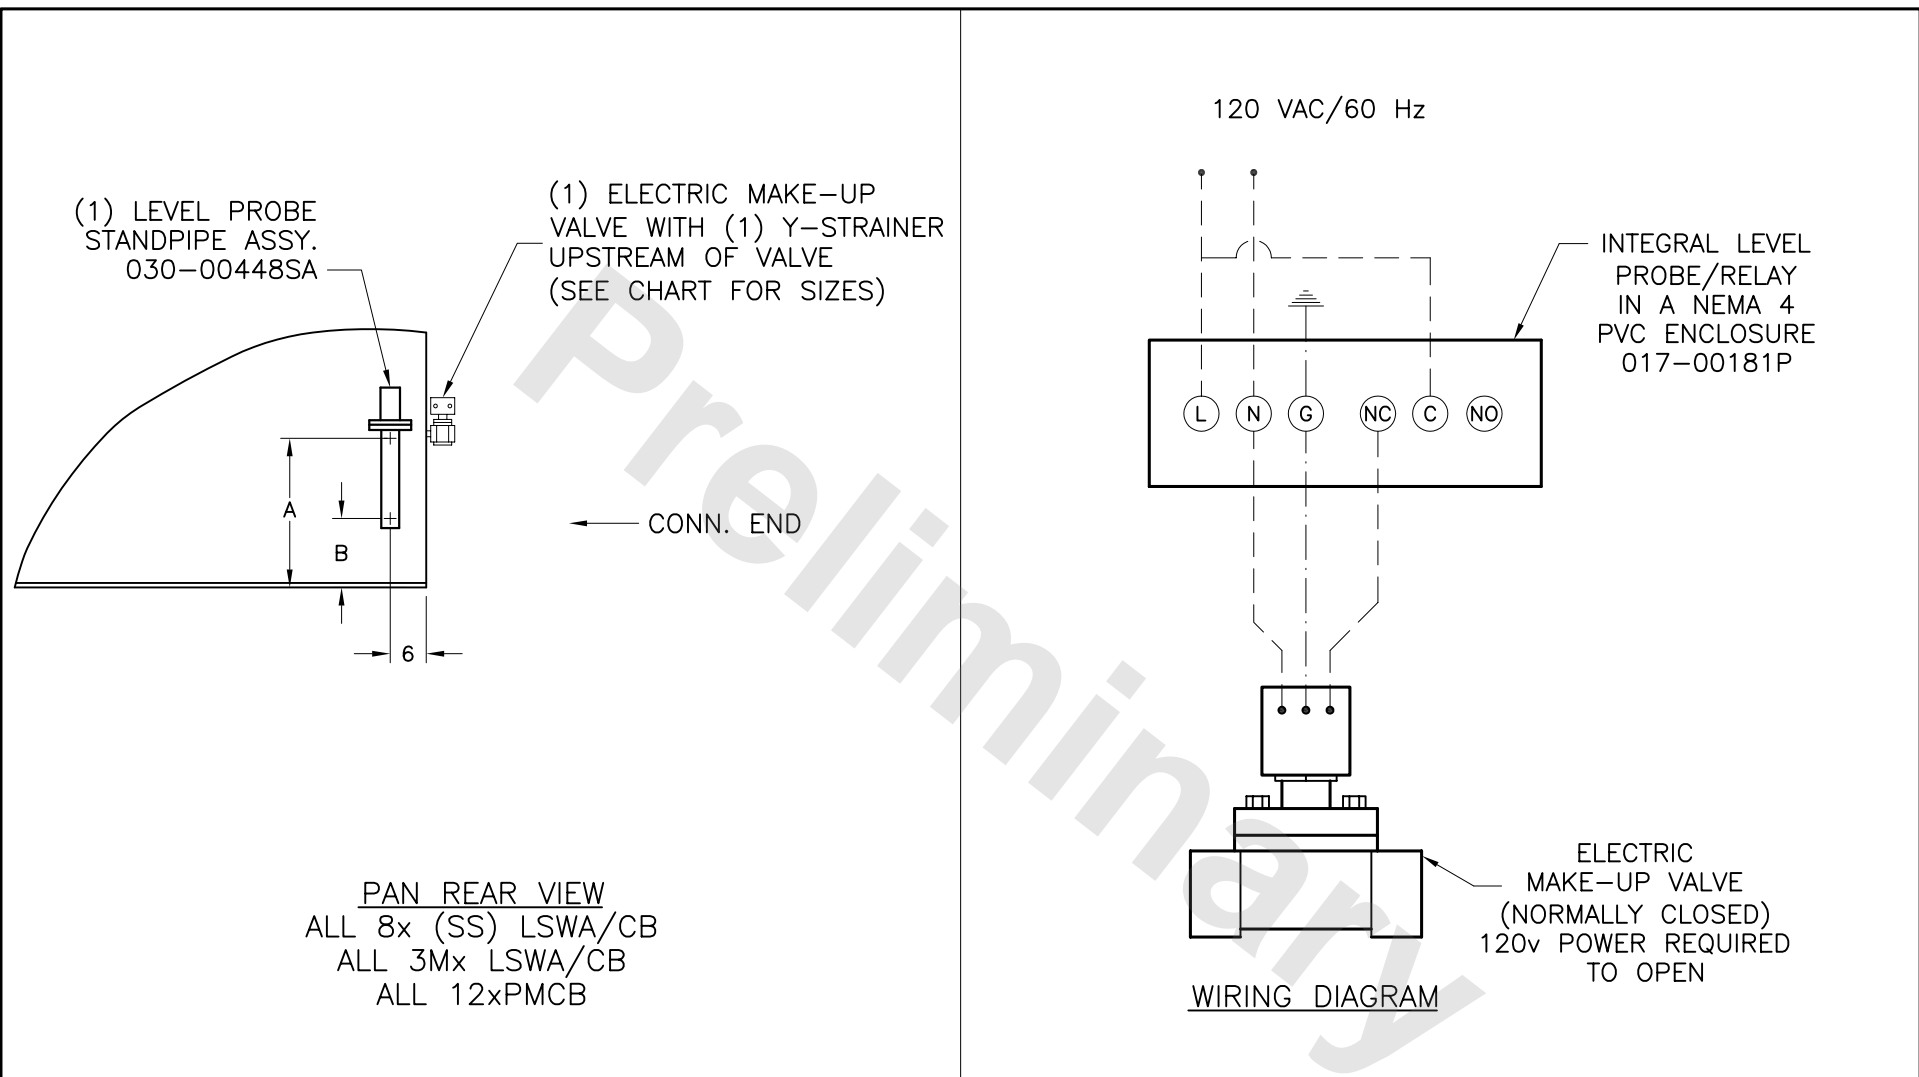 (1) LEVEL PROBE
STANDPIPE ASSY.
030-00448SA
(1) ELECTRIC MAKE-UP
VALVE WITH (1) Y-STRAINER
UPSTREAM OF VALVE
(SEE CHART FOR SIZES)
A
B
6
CONN. END
PAN REAR VIEW
ALL 8x (SS) LSWA/CB
ALL 3Mx LSWA/CB
ALL 12xPMCB
120 VAC/60 Hz
INTEGRAL LEVEL
PROBE/RELAY
IN A NEMA 4
PVC ENCLOSURE
017-00181P
L N G NC C NO
ELECTRIC
MAKE-UP VALVE
(NORMALLY CLOSED)
120v POWER REQUIRED
TO OPEN
WIRING DIAGRAM
Preliminary